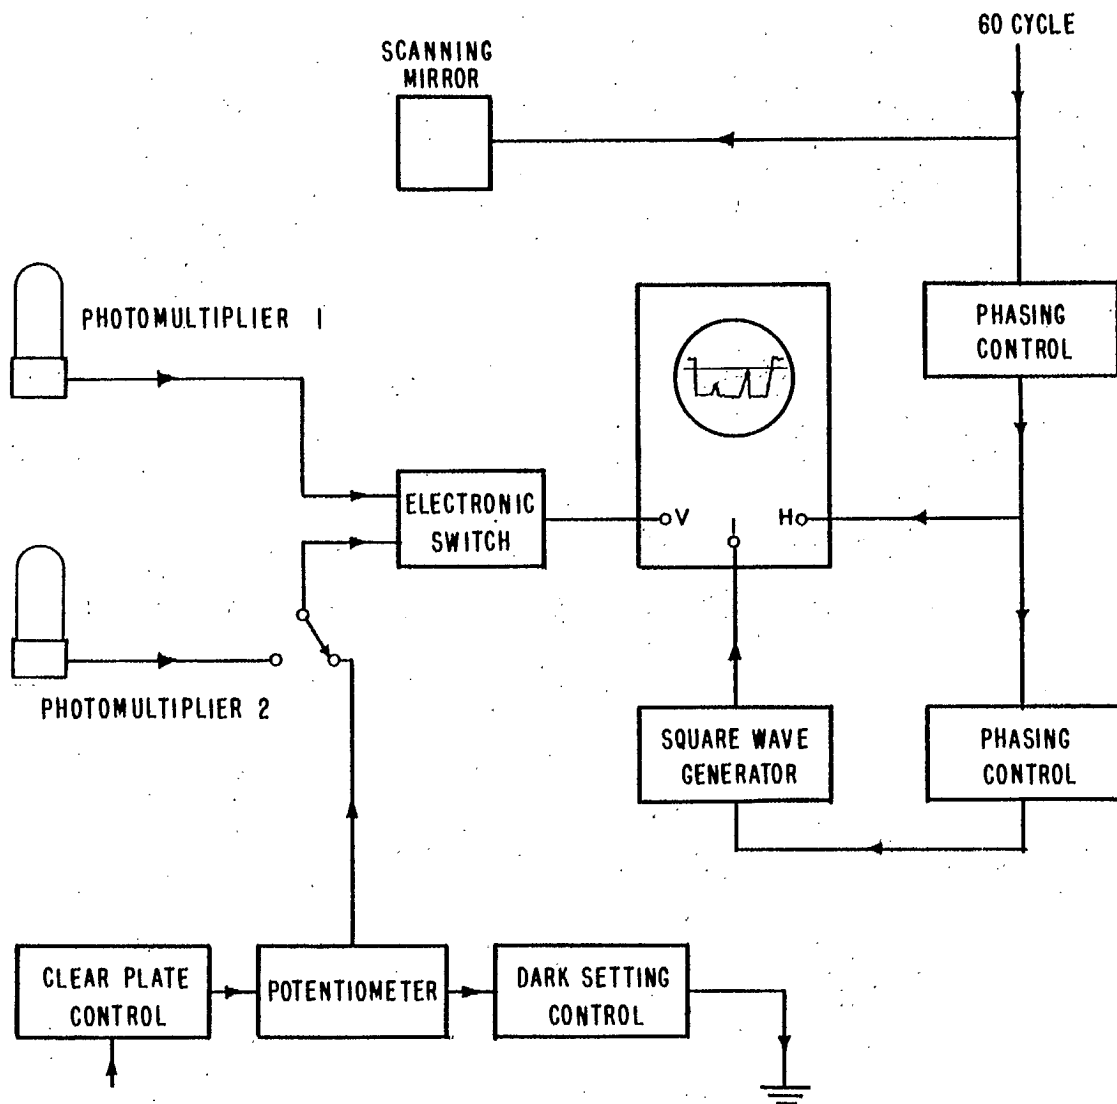 60 CYCLE
SCANNING
MIRROR
PHOTOMULTIPLIER 1
PHASING
CONTROL
ELECTRONIC
SWITCH
V
I
H
PHOTOMULTIPLIER 2
SQUARE WAVE
GENERATOR
PHASING
CONTROL
CLEAR PLATE
CONTROL
POTENTIOMETER
DARK SETTING
CONTROL